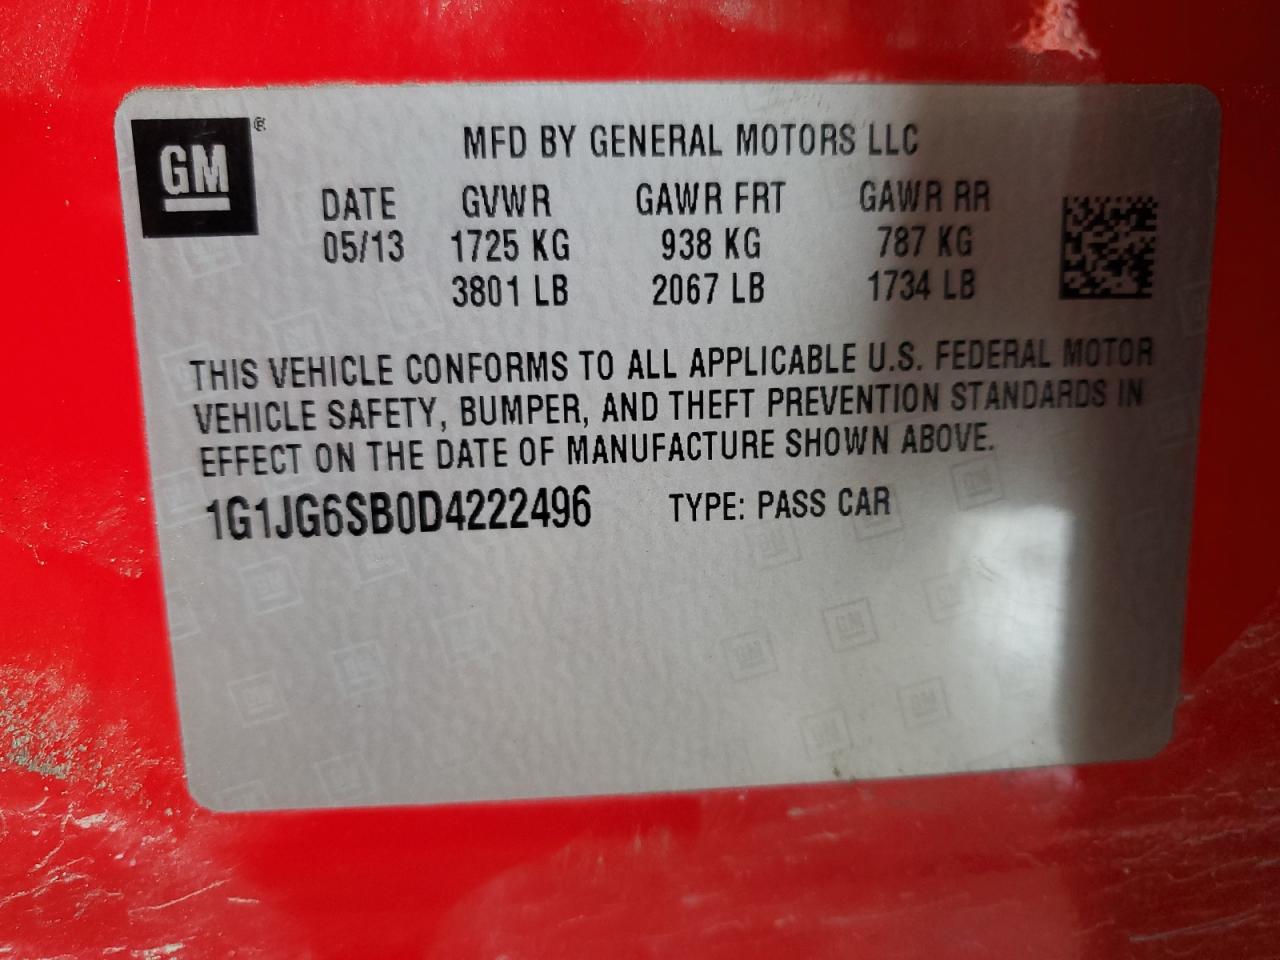 GM ®
MFD BY GENERAL MOTORS LLC
DATE GVWR GAWR FRT GAWR RR
05/13 1725 KG 938 KG 787 KG
3801 LB 2067 LB 1734 LB
THIS VEHICLE CONFORMS TO ALL APPLICABLE U.S. FEDERAL MOTOR
VEHICLE SAFETY, BUMPER, AND THEFT PREVENTION STANDARDS IN
EFFECT ON THE DATE OF MANUFACTURE SHOWN ABOVE.
1G1JG6SB0D4222496 TYPE: PASS CAR